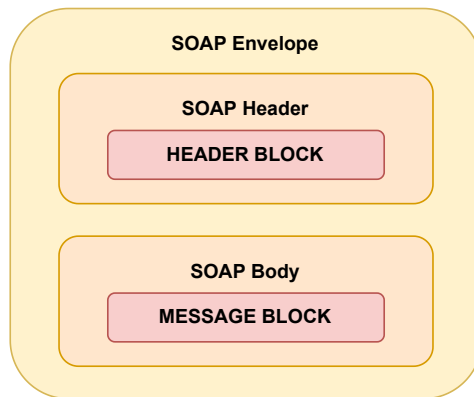 SOAP Envelope
SOAP Header
HEADER BLOCK
SOAP Body
MESSAGE BLOCK